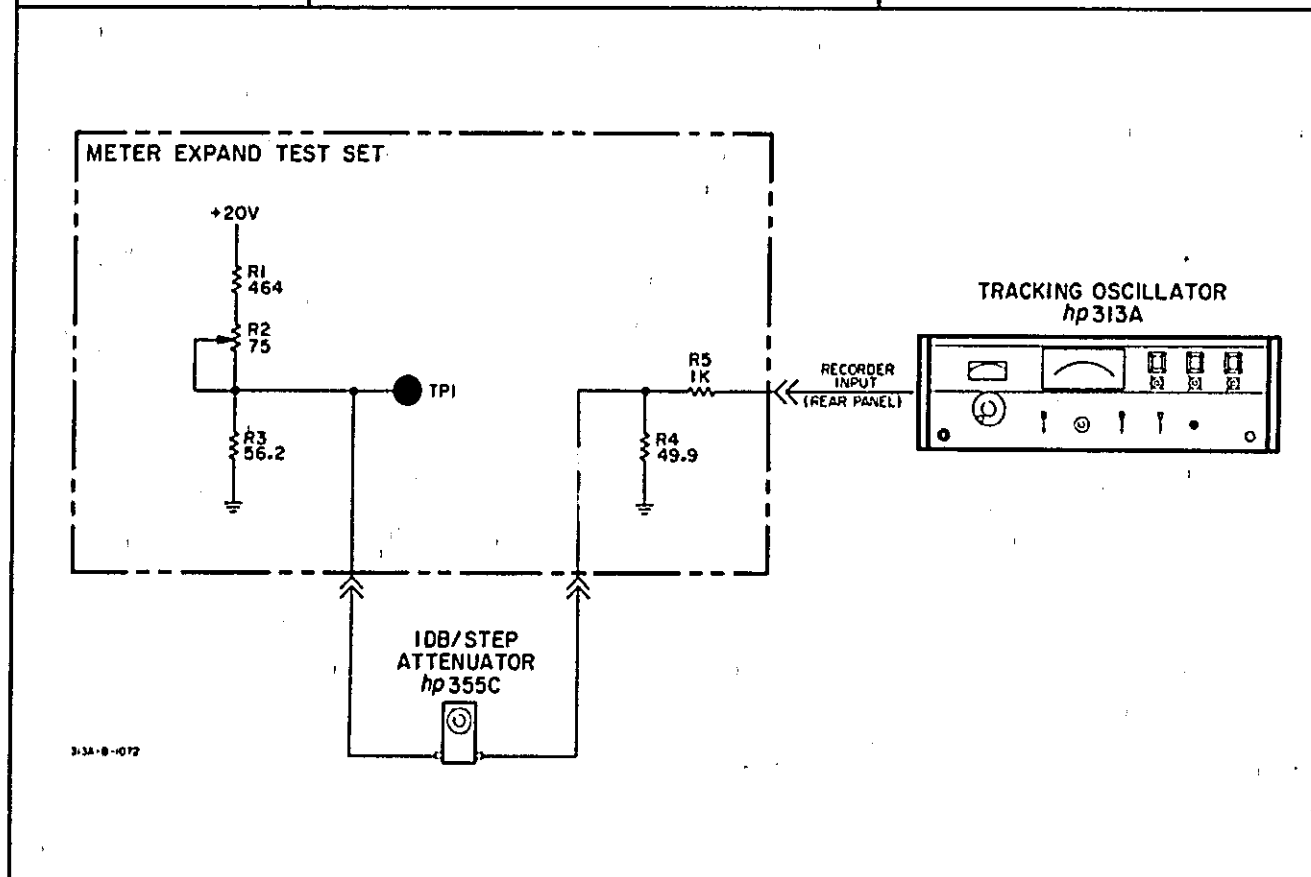 METER EXPAND TEST SET
+20V
R1
464
R2
75
TP1
R3
56.2
R5
1K
R4
49.9
RECORDER
INPUT
(REAR PANEL)
TRACKING OSCILLATOR
hp 313A
1DB/STEP
ATTENUATOR
hp 355C
313A-B-1072